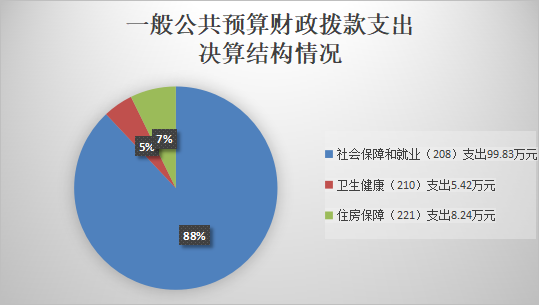 一般公共预算财政拨款支出
决算结构情况
7%
5%
88%
社会保障和就业（208）支出99.83万元
卫生健康（210）支出5.42万元
住房保障（221）支出8.24万元